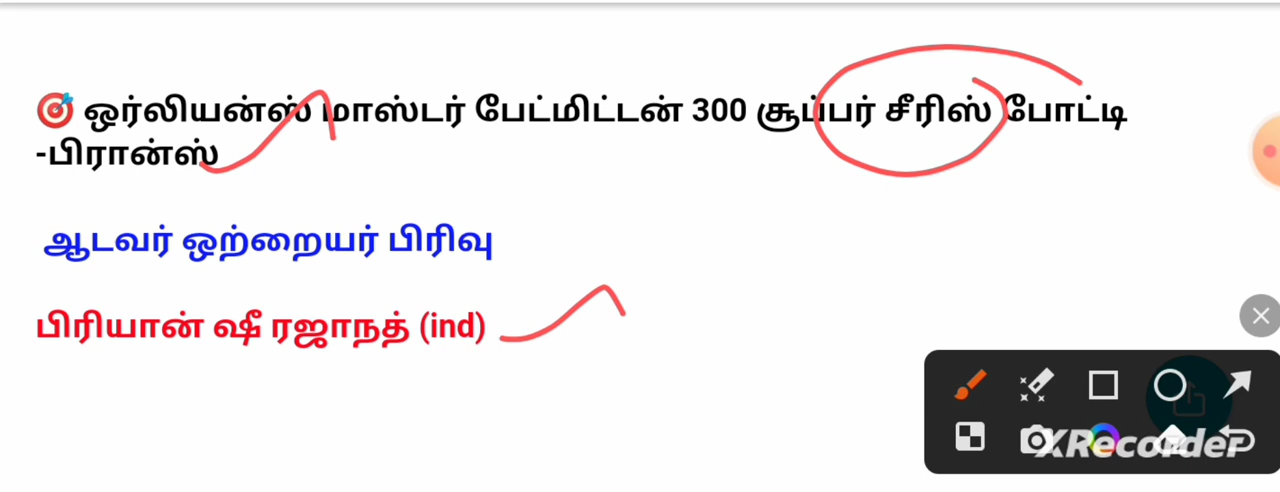 🎯 ஒர்லியன்ஸ் மாஸ்டர் பேட்மிட்டன் 300 சூப்பர் சீரிஸ் போட்டி
-பிரான்ஸ்
ஆடவர் ஒற்றையர் பிரிவு
பிரியான் ஷீ ரஜாநத் (ind)
XRecorder